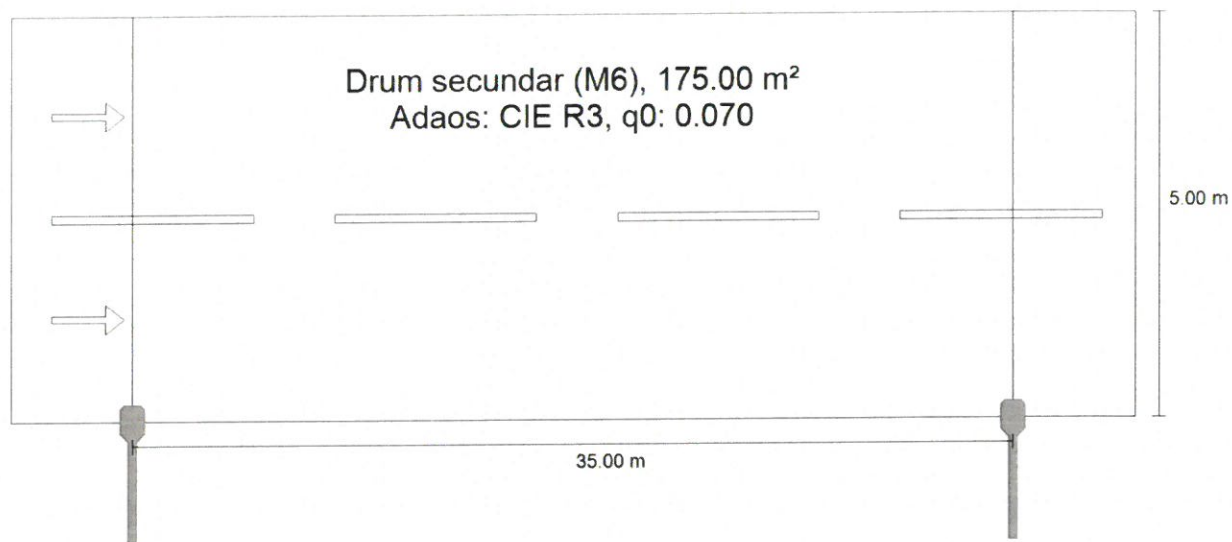 Drum secundar (M6), 175.00 m²
Adaos: CIE R3, q0: 0.070
5.00 m
35.00 m